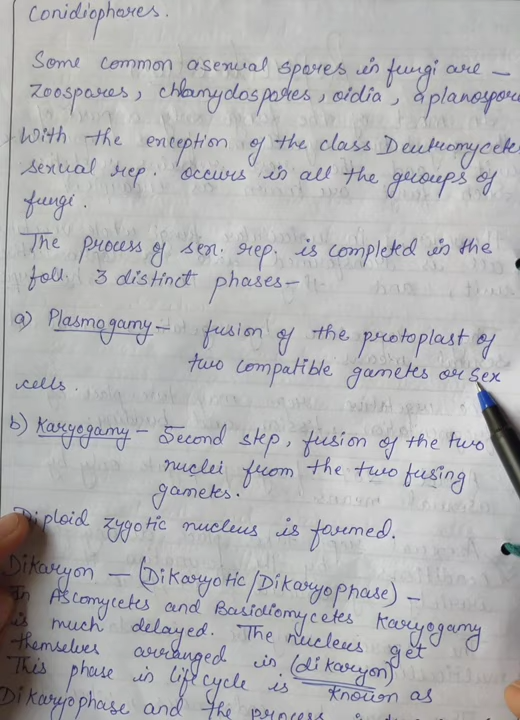 Conidiophores.
Some common asexual spores in fungi are –
Zoospores, chlamydospores, oidia, aplanospore
With the exception of the class Deutromycetes
sexual rep. occurs in all the groups of
fungi.
The process of sex. rep. is completed in the
foll. 3 distinct phases –
a) Plasmogamy – fusion of the protoplast of
two compatible gametes or sex
cells.
b) Karyogamy – Second step, fusion of the two
nuclei from the two fusing
gametes.
Diploid zygotic nucleus is formed.
Dikaryon – (Dikaryotic/Dikaryophase) –
In Ascomycetes and Basidiomycetes Karyogamy
is much delayed. The nucleus get
themselves arranged in (dikaryon)
This phase in lifecycle is known as
Dikaryophase and the process